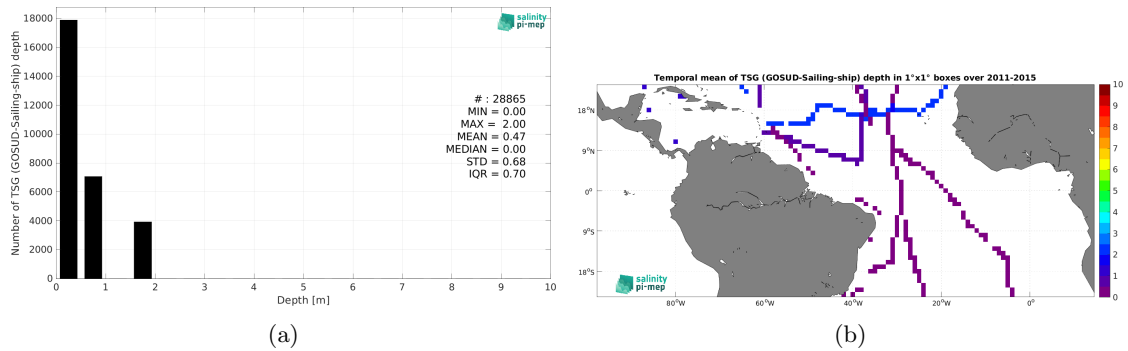 18000
16000
14000
12000
10000
8000
6000
4000
2000
0
Number of TSG (GOSUD-Sailing-ship) depth
salinity
pi-mep
# : 28865
MIN = 0.00
MAX = 2.00
MEAN = 0.47
MEDIAN = 0.00
STD = 0.68
IQR = 0.70
0 1 2 3 4 5 6 7 8 9 10
Depth [m]
(a)
Temporal mean of TSG (GOSUD-Sailing-ship) depth in 1°x1° boxes over 2011-2015
18°N
9°N
0°
9°S
18°S
80°W 60°W 40°W 20°W 0°
salinity
pi-mep
10
9
8
7
6
5
4
3
2
1
0
(b)